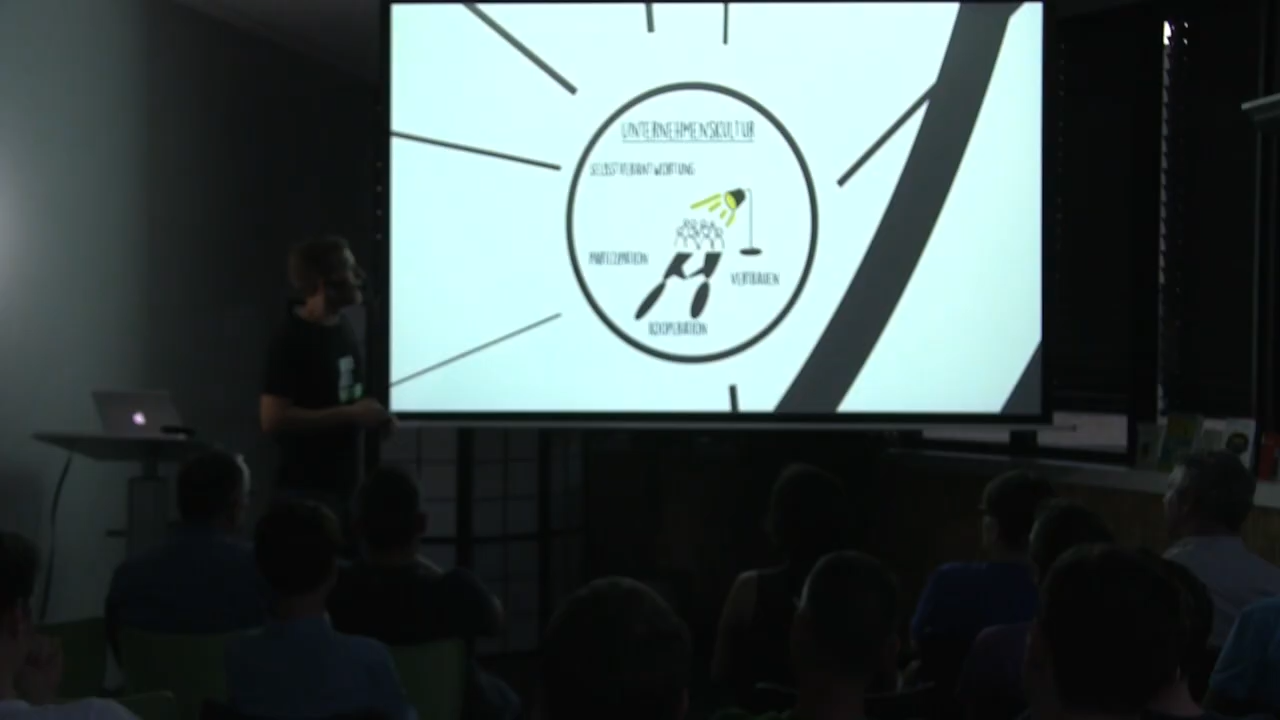 UNTERNEHMENSKULTUR
SELBSTVERANTWORTUNG
PARTIZIPATION
VERTRAUEN
KOOPERATION